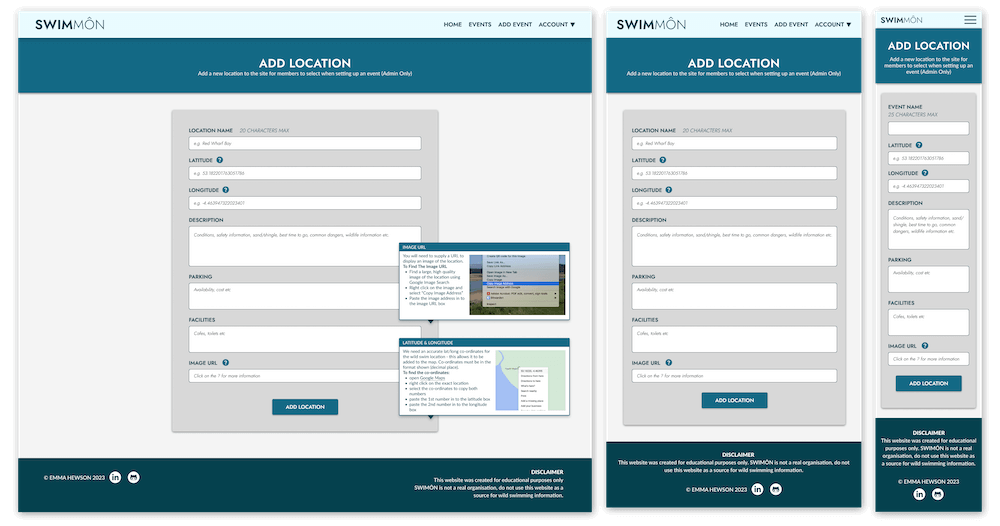 SWIMMÔN
HOME EVENTS ADD EVENT ACCOUNT ▼
ADD LOCATION
Add a new location to the site for members to select when setting up an event (Admin Only)
LOCATION NAME 20 CHARACTERS MAX
e.g. Red Wharf Bay
LATITUDE ?
e.g. 53.182201763051786
LONGITUDE ?
e.g. -4.463947322023401
DESCRIPTION
Conditions, safety information, sand/shingle, best time to go, common dangers, wildlife information etc.
PARKING
Availability, cost etc
FACILITIES
Cafes, toilets etc
IMAGE URL ?
Click on the ? for more information
ADD LOCATION
IMAGE URL
You will need to supply a URL to
display an image of the location.
To Find The Image URL
Find a large, high quality
image of the location using
Google Image Search
Right click on the image and
select "Copy Image Address"
Paste the image address in to
the image URL box
LATITUDE & LONGITUDE
We need an accurate lat/long co-ordinates for
the wild swim location - this allows it to be
added to the map. Co-ordinates must be in the
format shown (decimal place).
To find the co-ordinates:
open Google Maps
right click on the exact location
select the co-ordinates to copy both
numbers
paste the 1st number in to the latitude box
paste the 2nd number in to the longitude
box
© EMMA HEWSON 2023 in
DISCLAIMER
This website was created for educational purposes only
SWIMÔN is not a real organisation, do not use this website as a
source for wild swimming information.
SWIMMÔN
HOME EVENTS ADD EVENT ACCOUNT ▼
ADD LOCATION
Add a new location to the site for members to select when setting up an event (Admin Only)
LOCATION NAME 20 CHARACTERS MAX
e.g. Red Wharf Bay
LATITUDE ?
e.g. 53.182201763051786
LONGITUDE ?
e.g. -4.463947322023401
DESCRIPTION
Conditions, safety information, sand/shingle, best time to go, common dangers, wildlife information etc.
PARKING
Availability, cost etc
FACILITIES
Cafes, toilets etc
IMAGE URL ?
Click on the ? for more information
ADD LOCATION
DISCLAIMER
This website was created for educational purposes only. SWIMÔN is not a real organisation, do not
use this website as a source for wild swimming information.
© EMMA HEWSON 2023 in
SWIMMÔN
ADD LOCATION
Add a new location to the site for
members to select when setting up an
event (Admin Only)
EVENT NAME
25 CHARACTERS MAX
LATITUDE ?
e.g. 53.182201763051786
LONGITUDE ?
e.g. -4.463947322023401
DESCRIPTION
Conditions, safety information, sand/
shingle, best time to go, common
dangers, wildlife information etc.
PARKING
Availability, cost etc
FACILITIES
Cafes, toilets etc
IMAGE URL ?
Click on the ? for more information
ADD LOCATION
DISCLAIMER
This website was created for educational
purposes only. SWIMÔN is not a real
organisation, do not use this website as
a source for wild swimming information.
© EMMA HEWSON 2023
in